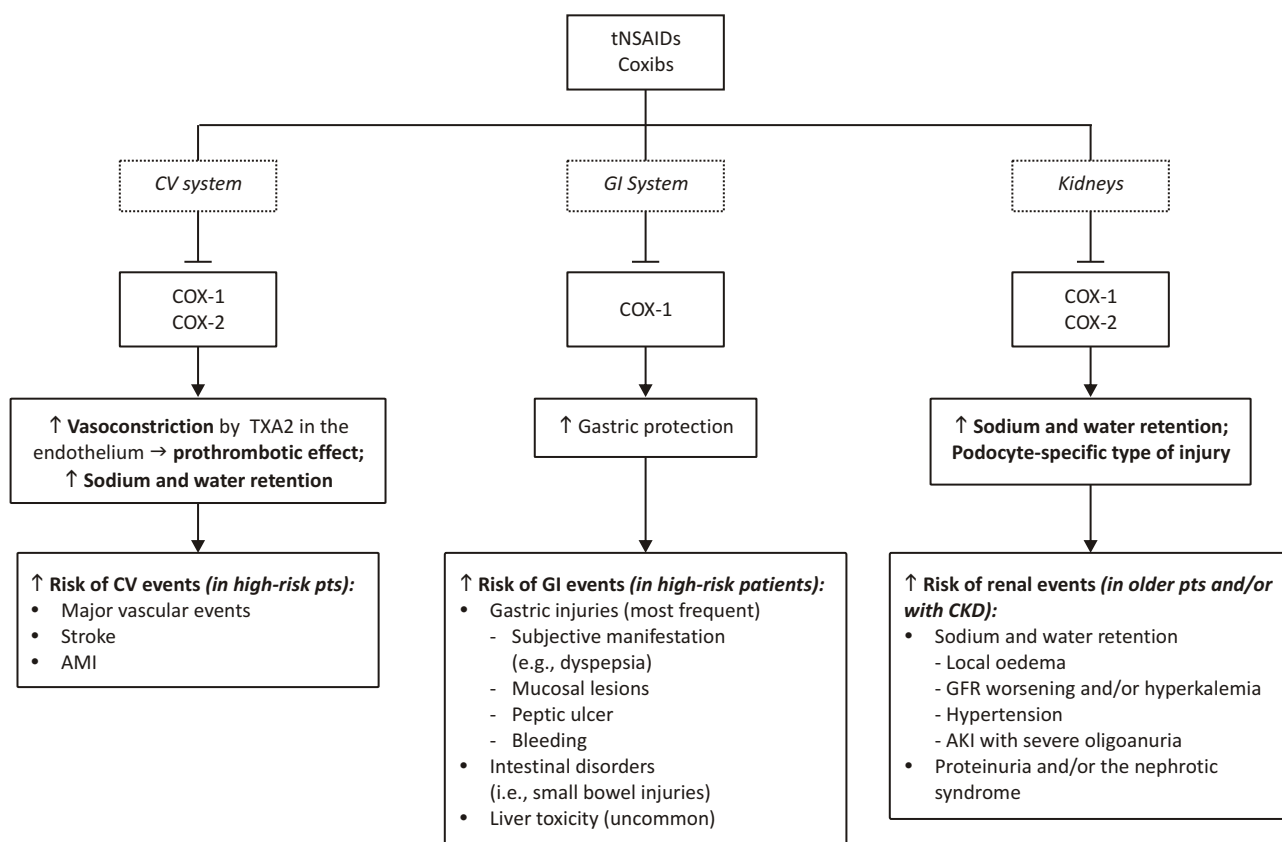 tNSAIDs
Coxibs
CV system
GI System
Kidneys
COX-1
COX-2
COX-1
COX-1
COX-2
↑ Vasoconstriction by TXA2 in the
endothelium → prothrombotic effect;
↑ Sodium and water retention
↑ Gastric protection
↑ Sodium and water retention;
Podocyte-specific type of injury
↑ Risk of CV events (in high-risk pts):
• Major vascular events
• Stroke
• AMI
↑ Risk of GI events (in high-risk patients):
• Gastric injuries (most frequent)
- Subjective manifestation
(e.g., dyspepsia)
- Mucosal lesions
- Peptic ulcer
- Bleeding
• Intestinal disorders
(i.e., small bowel injuries)
• Liver toxicity (uncommon)
↑ Risk of renal events (in older pts and/or
with CKD):
• Sodium and water retention
- Local oedema
- GFR worsening and/or hyperkalemia
- Hypertension
- AKI with severe oligoanuria
• Proteinuria and/or the nephrotic
syndrome